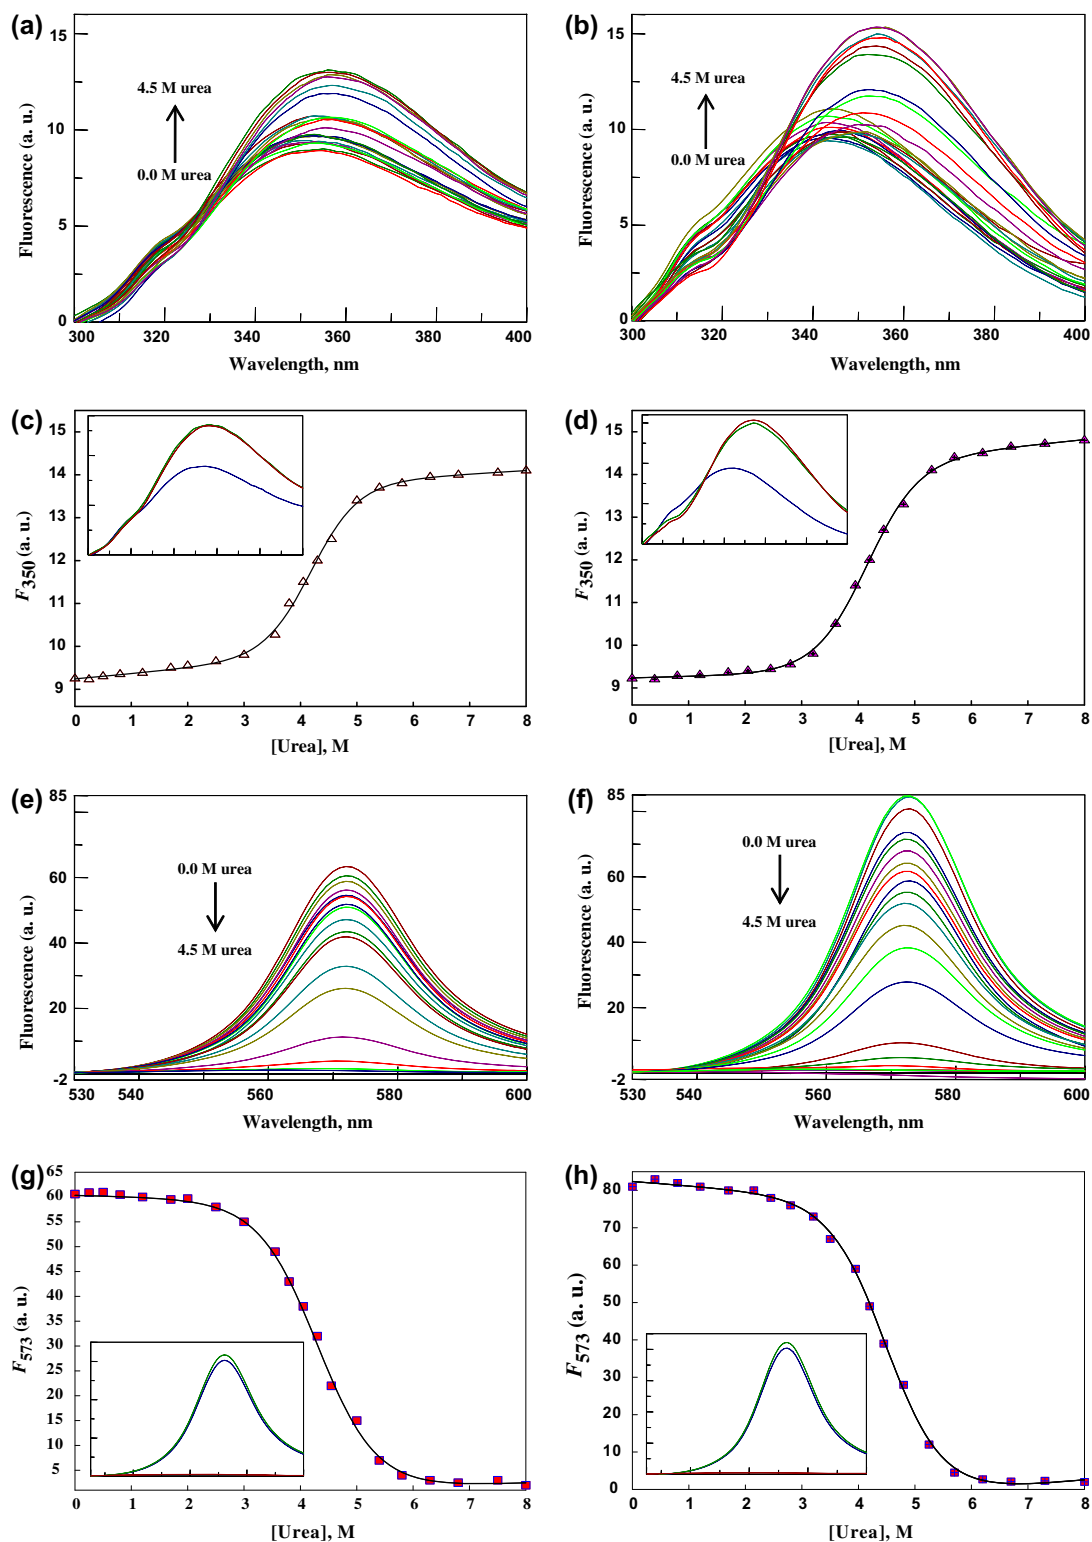 (a)
15
10
5
0
Fluorescence (a. u.)
4.5 M urea
0.0 M urea
300 320 340 360 380 400
Wavelength, nm
(b)
15
10
5
0
Fluorescence (a. u.)
4.5 M urea
0.0 M urea
300 320 340 360 380 400
Wavelength, nm
(c)
15
14
13
12
11
10
9
F350 (a. u.)
0 1 2 3 4 5 6 7 8
[Urea], M
(d)
15
14
13
12
11
10
9
F350 (a. u.)
0 1 2 3 4 5 6 7 8
[Urea], M
(e)
85
60
40
20
-2
Fluorescence (a. u.)
0.0 M urea
4.5 M urea
530 540 560 580 600
Wavelength, nm
(f)
85
60
40
20
-2
Fluorescence (a. u.)
0.0 M urea
4.5 M urea
530 540 560 580 600
Wavelength, nm
(g)
65
60
55
50
45
40
35
30
25
20
15
10
5
F573 (a. u.)
0 1 2 3 4 5 6 7 8
[Urea], M
(h)
80
70
60
50
40
30
20
10
0
F573 (a. u.)
0 1 2 3 4 5 6 7 8
[Urea], M